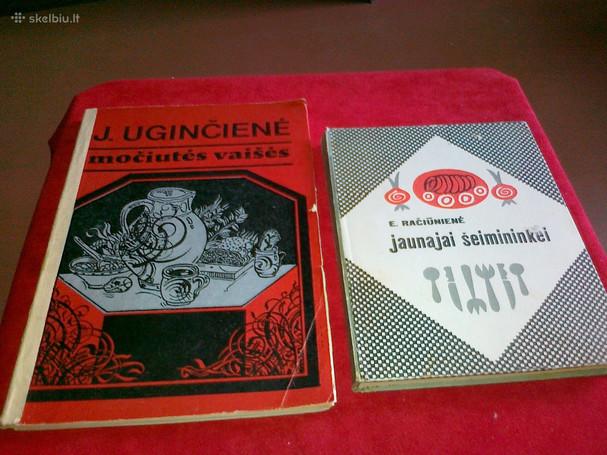 skelbiu.lt
J. UGINČIENĖ
močiutės vaišės
E. RAČIŪNIENĖ
jaunajai šeimininkei